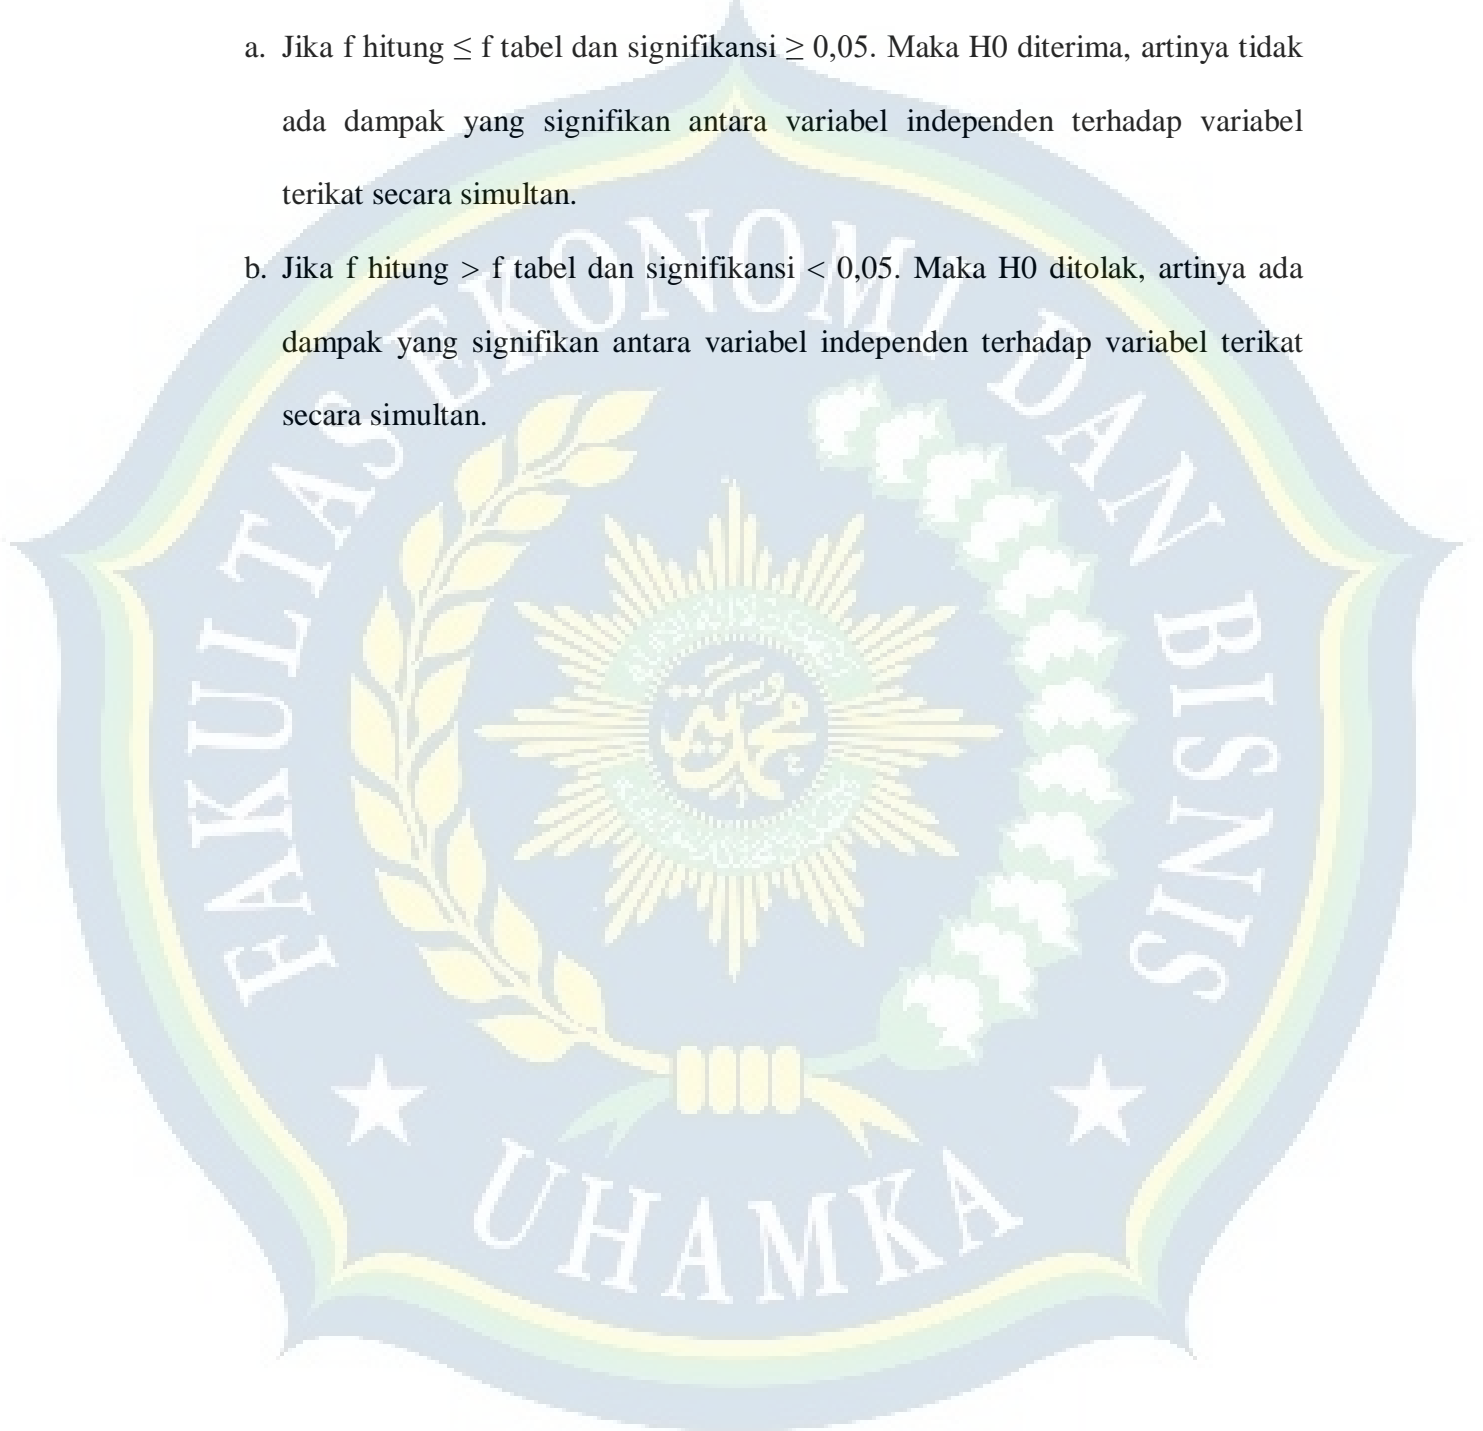 a. Jika f hitung ≤ f tabel dan signifikansi ≥ 0,05. Maka H0 diterima, artinya tidak
ada dampak yang signifikan antara variabel independen terhadap variabel
terikat secara simultan.
b. Jika f hitung > f tabel dan signifikansi < 0,05. Maka H0 ditolak, artinya ada
dampak yang signifikan antara variabel independen terhadap variabel terikat
secara simultan.
FAKULTAS EKONOMI DAN BISNIS
UHAMKA